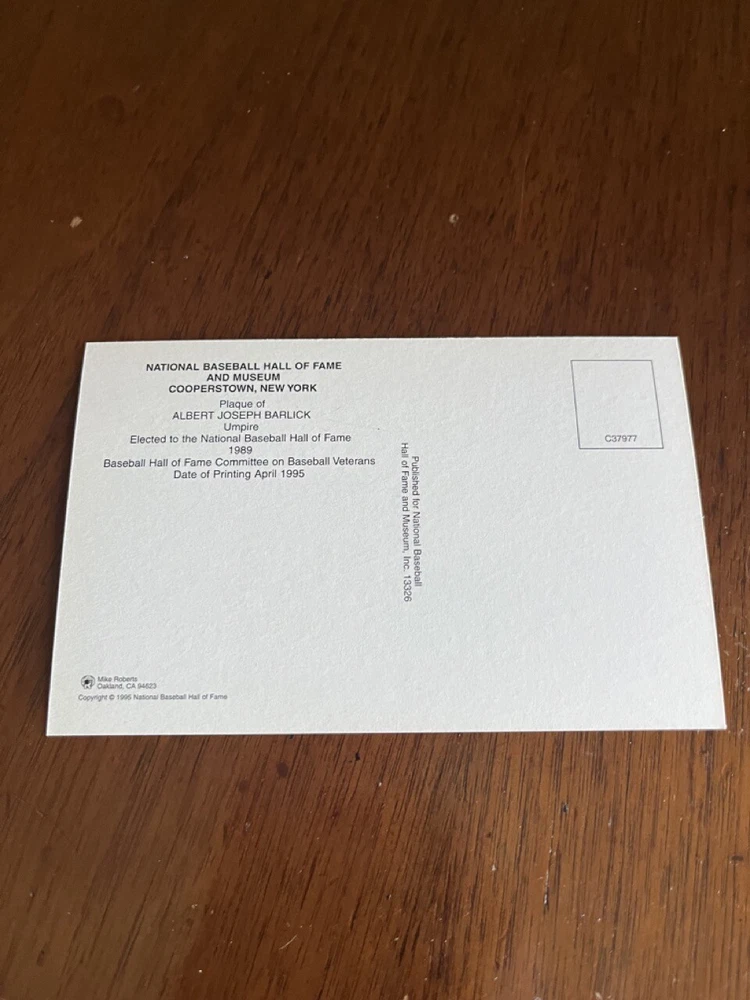 NATIONAL BASEBALL HALL OF FAME
AND MUSEUM
COOPERSTOWN, NEW YORK
Plaque of
ALBERT JOSEPH BARLICK
Umpire
Elected to the National Baseball Hall of Fame
1989
Baseball Hall of Fame Committee on Baseball Veterans
Date of Printing April 1995
Published for National Baseball
Hall of Fame and Museum, Inc. 13326
C37977
Mike Roberts
Oakland, CA 94623
Copyright © 1995 National Baseball Hall of Fame